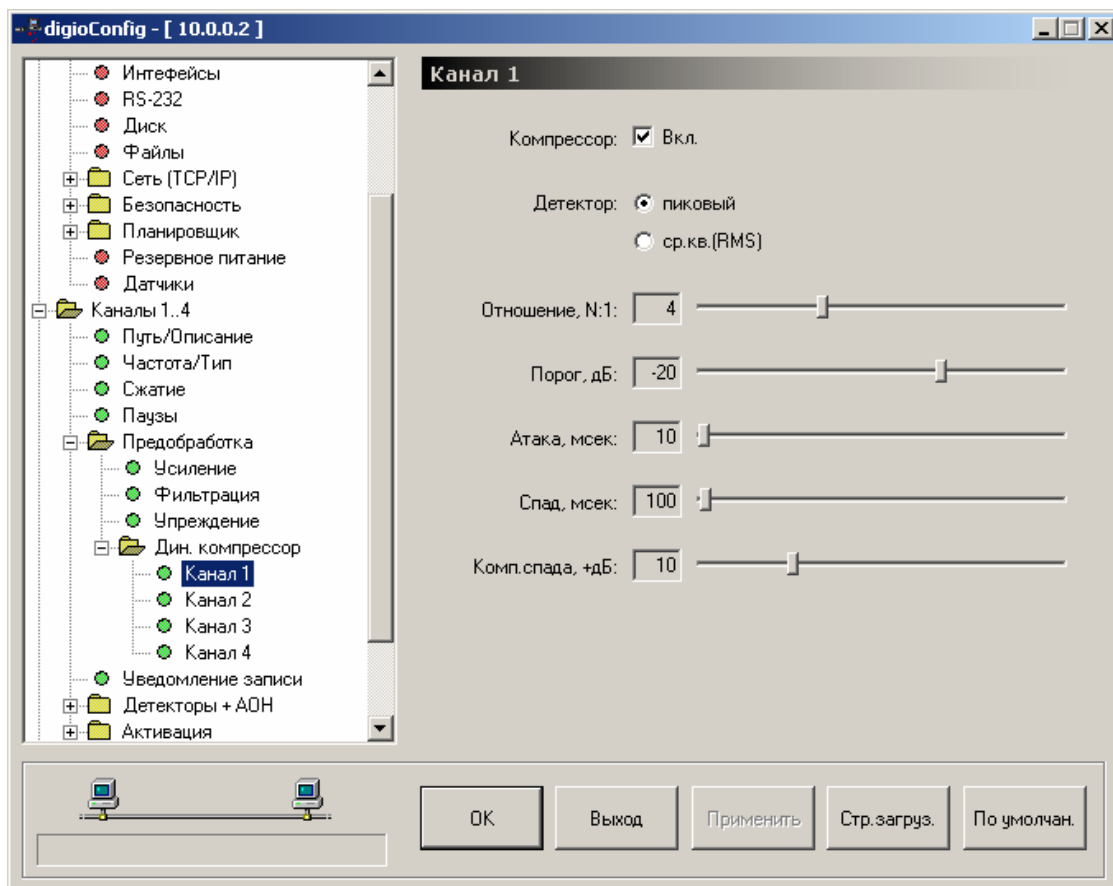 digioConfig - [ 10.0.0.2 ]
Интефейсы
RS-232
Диск
Файлы
Сеть (TCP/IP)
Безопасность
Планировщик
Резервное питание
Датчики
Каналы 1..4
Путь/Описание
Частота/Тип
Сжатие
Паузы
Предобработка
Усиление
Фильтрация
Упреждение
Дин. компрессор
Канал 1
Канал 2
Канал 3
Канал 4
Уведомление записи
Детекторы + АОН
Активация
Канал 1
Компрессор: Вкл.
Детектор: пиковый
ср.кв.(RMS)
Отношение, N:1: 4
Порог, дБ: -20
Атака, мсек: 10
Спад, мсек: 100
Комп.спада, +дБ: 10
ОК
Выход
Применить
Стр.загруз.
По умолчан.